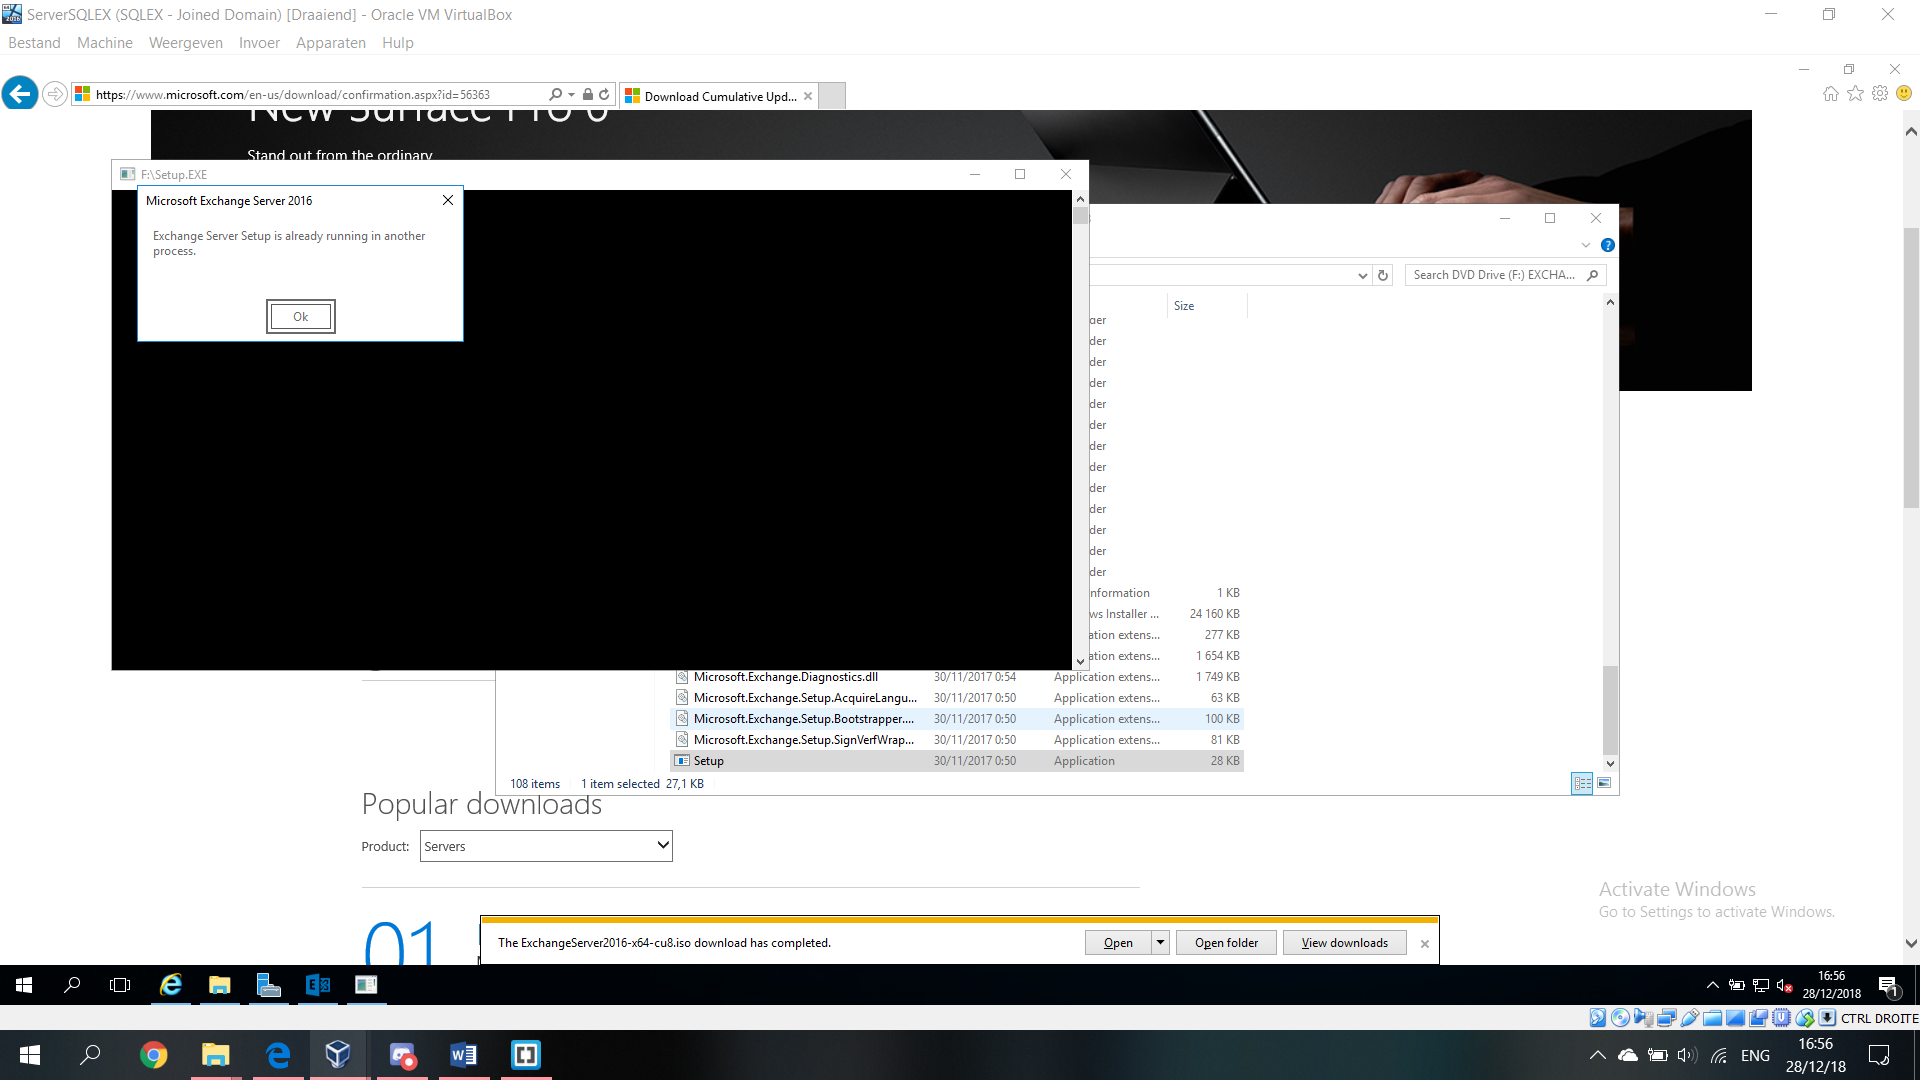 ServerSQLEX (SQLEX - Joined Domain) [Draaiend] - Oracle VM VirtualBox
Bestand Machine Weergeven Invoer Apparaten Hulp
https://www.microsoft.com/en-us/download/confirmation.aspx?id=56363
Download Cumulative Upd...
New Surface Pro 6
Stand out from the ordinary
F:\Setup.EXE
Microsoft Exchange Server 2016
Exchange Server Setup is already running in another
process.
Ok
Search DVD Drive (F:) EXCHA...
Size
der
der
der
der
der
der
der
der
der
der
der
der
der
nformation 1 KB
ws Installer ... 24 160 KB
ation extens... 277 KB
ation extens... 1 654 KB
Microsoft.Exchange.Diagnostics.dll 30/11/2017 0:54 Application extens... 1 749 KB
Microsoft.Exchange.Setup.AcquireLangu... 30/11/2017 0:50 Application extens... 63 KB
Microsoft.Exchange.Setup.Bootstrapper.... 30/11/2017 0:50 Application extens... 100 KB
Microsoft.Exchange.Setup.SignVerfWrap... 30/11/2017 0:50 Application extens... 81 KB
Setup 30/11/2017 0:50 Application 28 KB
108 items 1 item selected 27,1 KB
Popular downloads
Product: Servers
01
Activate Windows
Go to Settings to activate Windows.
The ExchangeServer2016-x64-cu8.iso download has completed.
Open Open folder View downloads
16:56
28/12/2018
1
CTRL DROITE
ENG
16:56
28/12/18